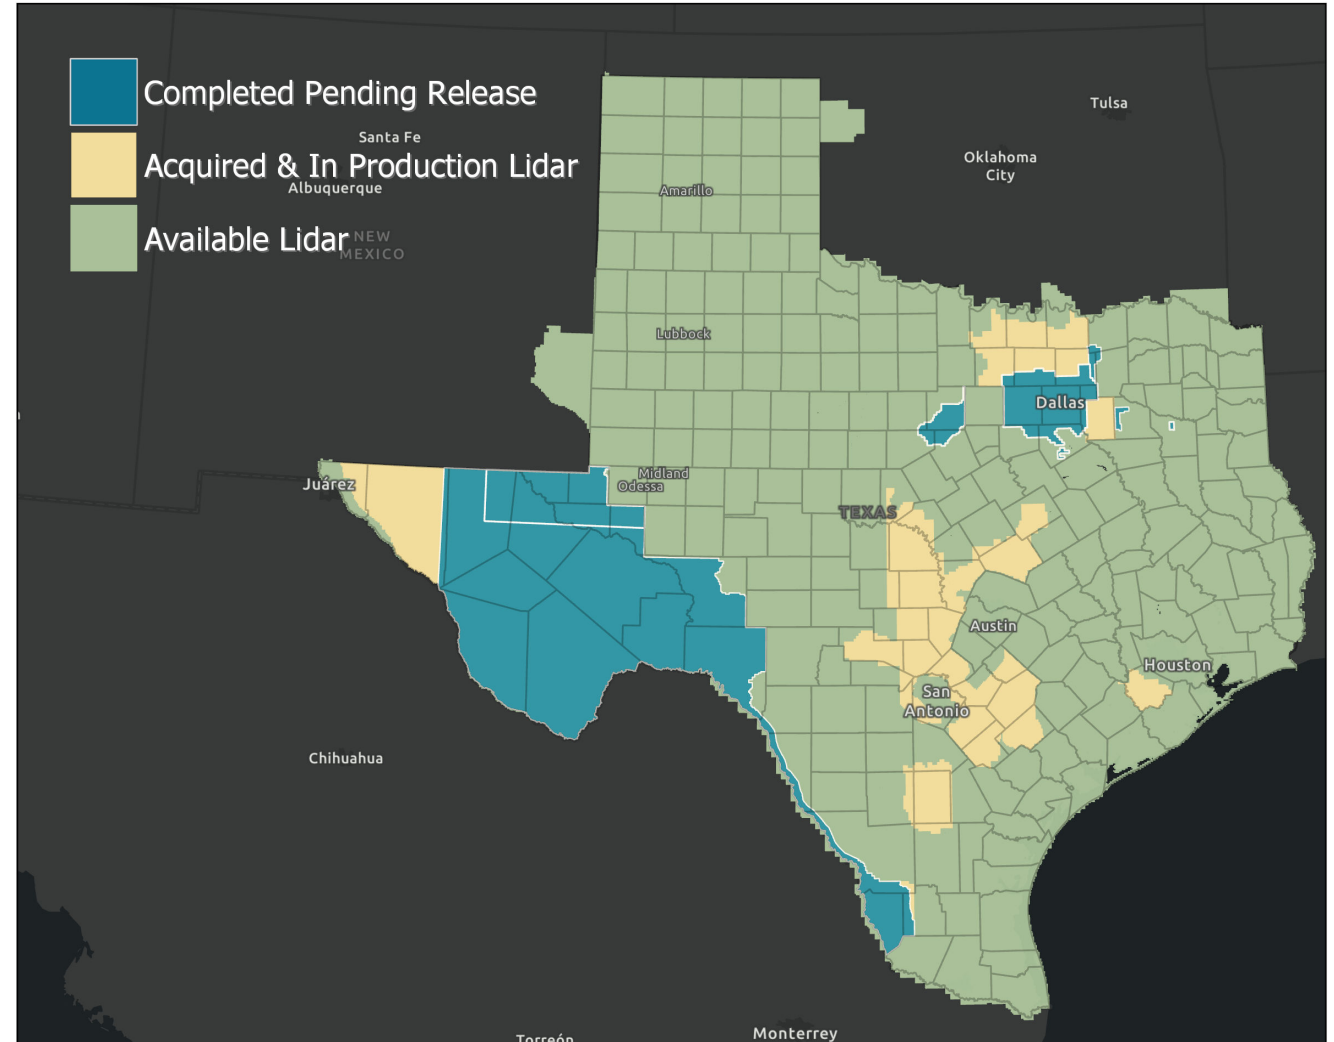 Completed Pending Release
Acquired & In Production Lidar
Available Lidar
Tulsa
Santa Fe
Oklahoma
City
Albuquerque
Amarillo
NEW
MEXICO
Lubbock
Dallas
Midland
Odessa
Juárez
TEXAS
Austin
Houston
San
Antonio
Chihuahua
Monterrey
Torreón